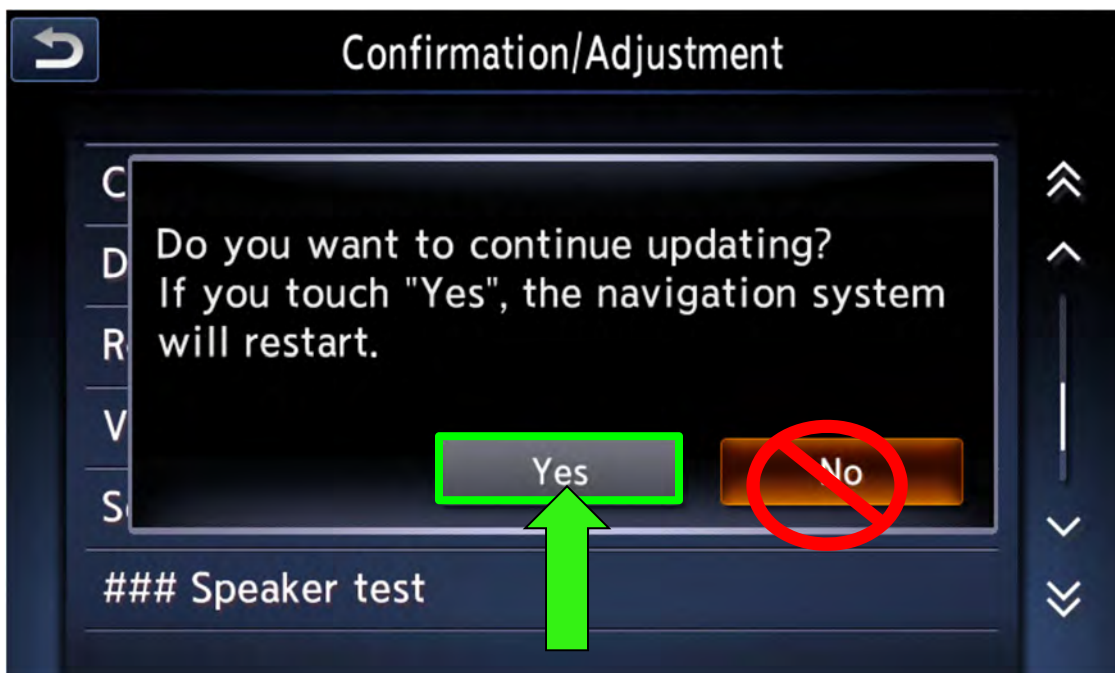 Confirmation/Adjustment
C
D
Do you want to continue updating?
If you touch "Yes", the navigation system
R
will restart.
V
Yes
No
S
### Speaker test